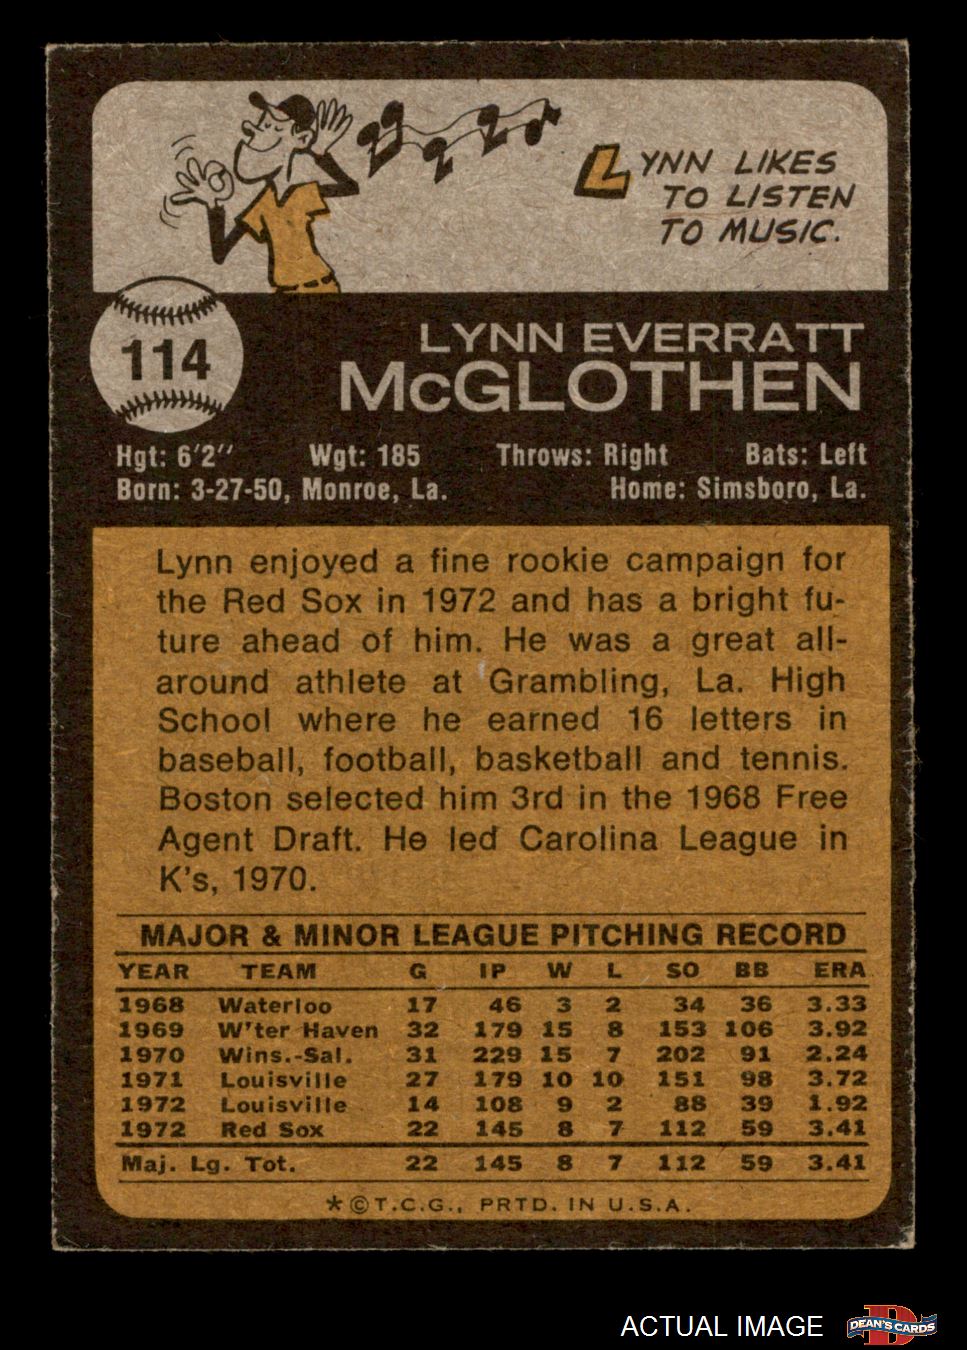 LYNN LIKES
TO LISTEN
TO MUSIC.
114
LYNN EVERRATT
McGLOTHEN
Hgt: 6'2" Wgt: 185 Throws: Right Bats: Left
Born: 3-27-50, Monroe, La. Home: Simsboro, La.
Lynn enjoyed a fine rookie campaign for
the Red Sox in 1972 and has a bright fu-
ture ahead of him. He was a great all-
around athlete at Grambling, La. High
School where he earned 16 letters in
baseball, football, basketball and tennis.
Boston selected him 3rd in the 1968 Free
Agent Draft. He led Carolina League in
K's, 1970.
MAJOR & MINOR LEAGUE PITCHING RECORD
YEAR TEAM G IP W L SO BB ERA
1968 Waterloo 17 46 3 2 34 36 3.33
1969 W'ter Haven 32 179 15 8 153 106 3.92
1970 Wins.-Sal. 31 229 15 7 202 91 2.24
1971 Louisville 27 179 10 10 151 98 3.72
1972 Louisville 14 108 9 2 88 39 1.92
1972 Red Sox 22 145 8 7 112 59 3.41
Maj. Lg. Tot. 22 145 8 7 112 59 3.41
*©T.C.G., PRTD. IN U.S.A.
ACTUAL IMAGE
D
DEAN'S CARDS